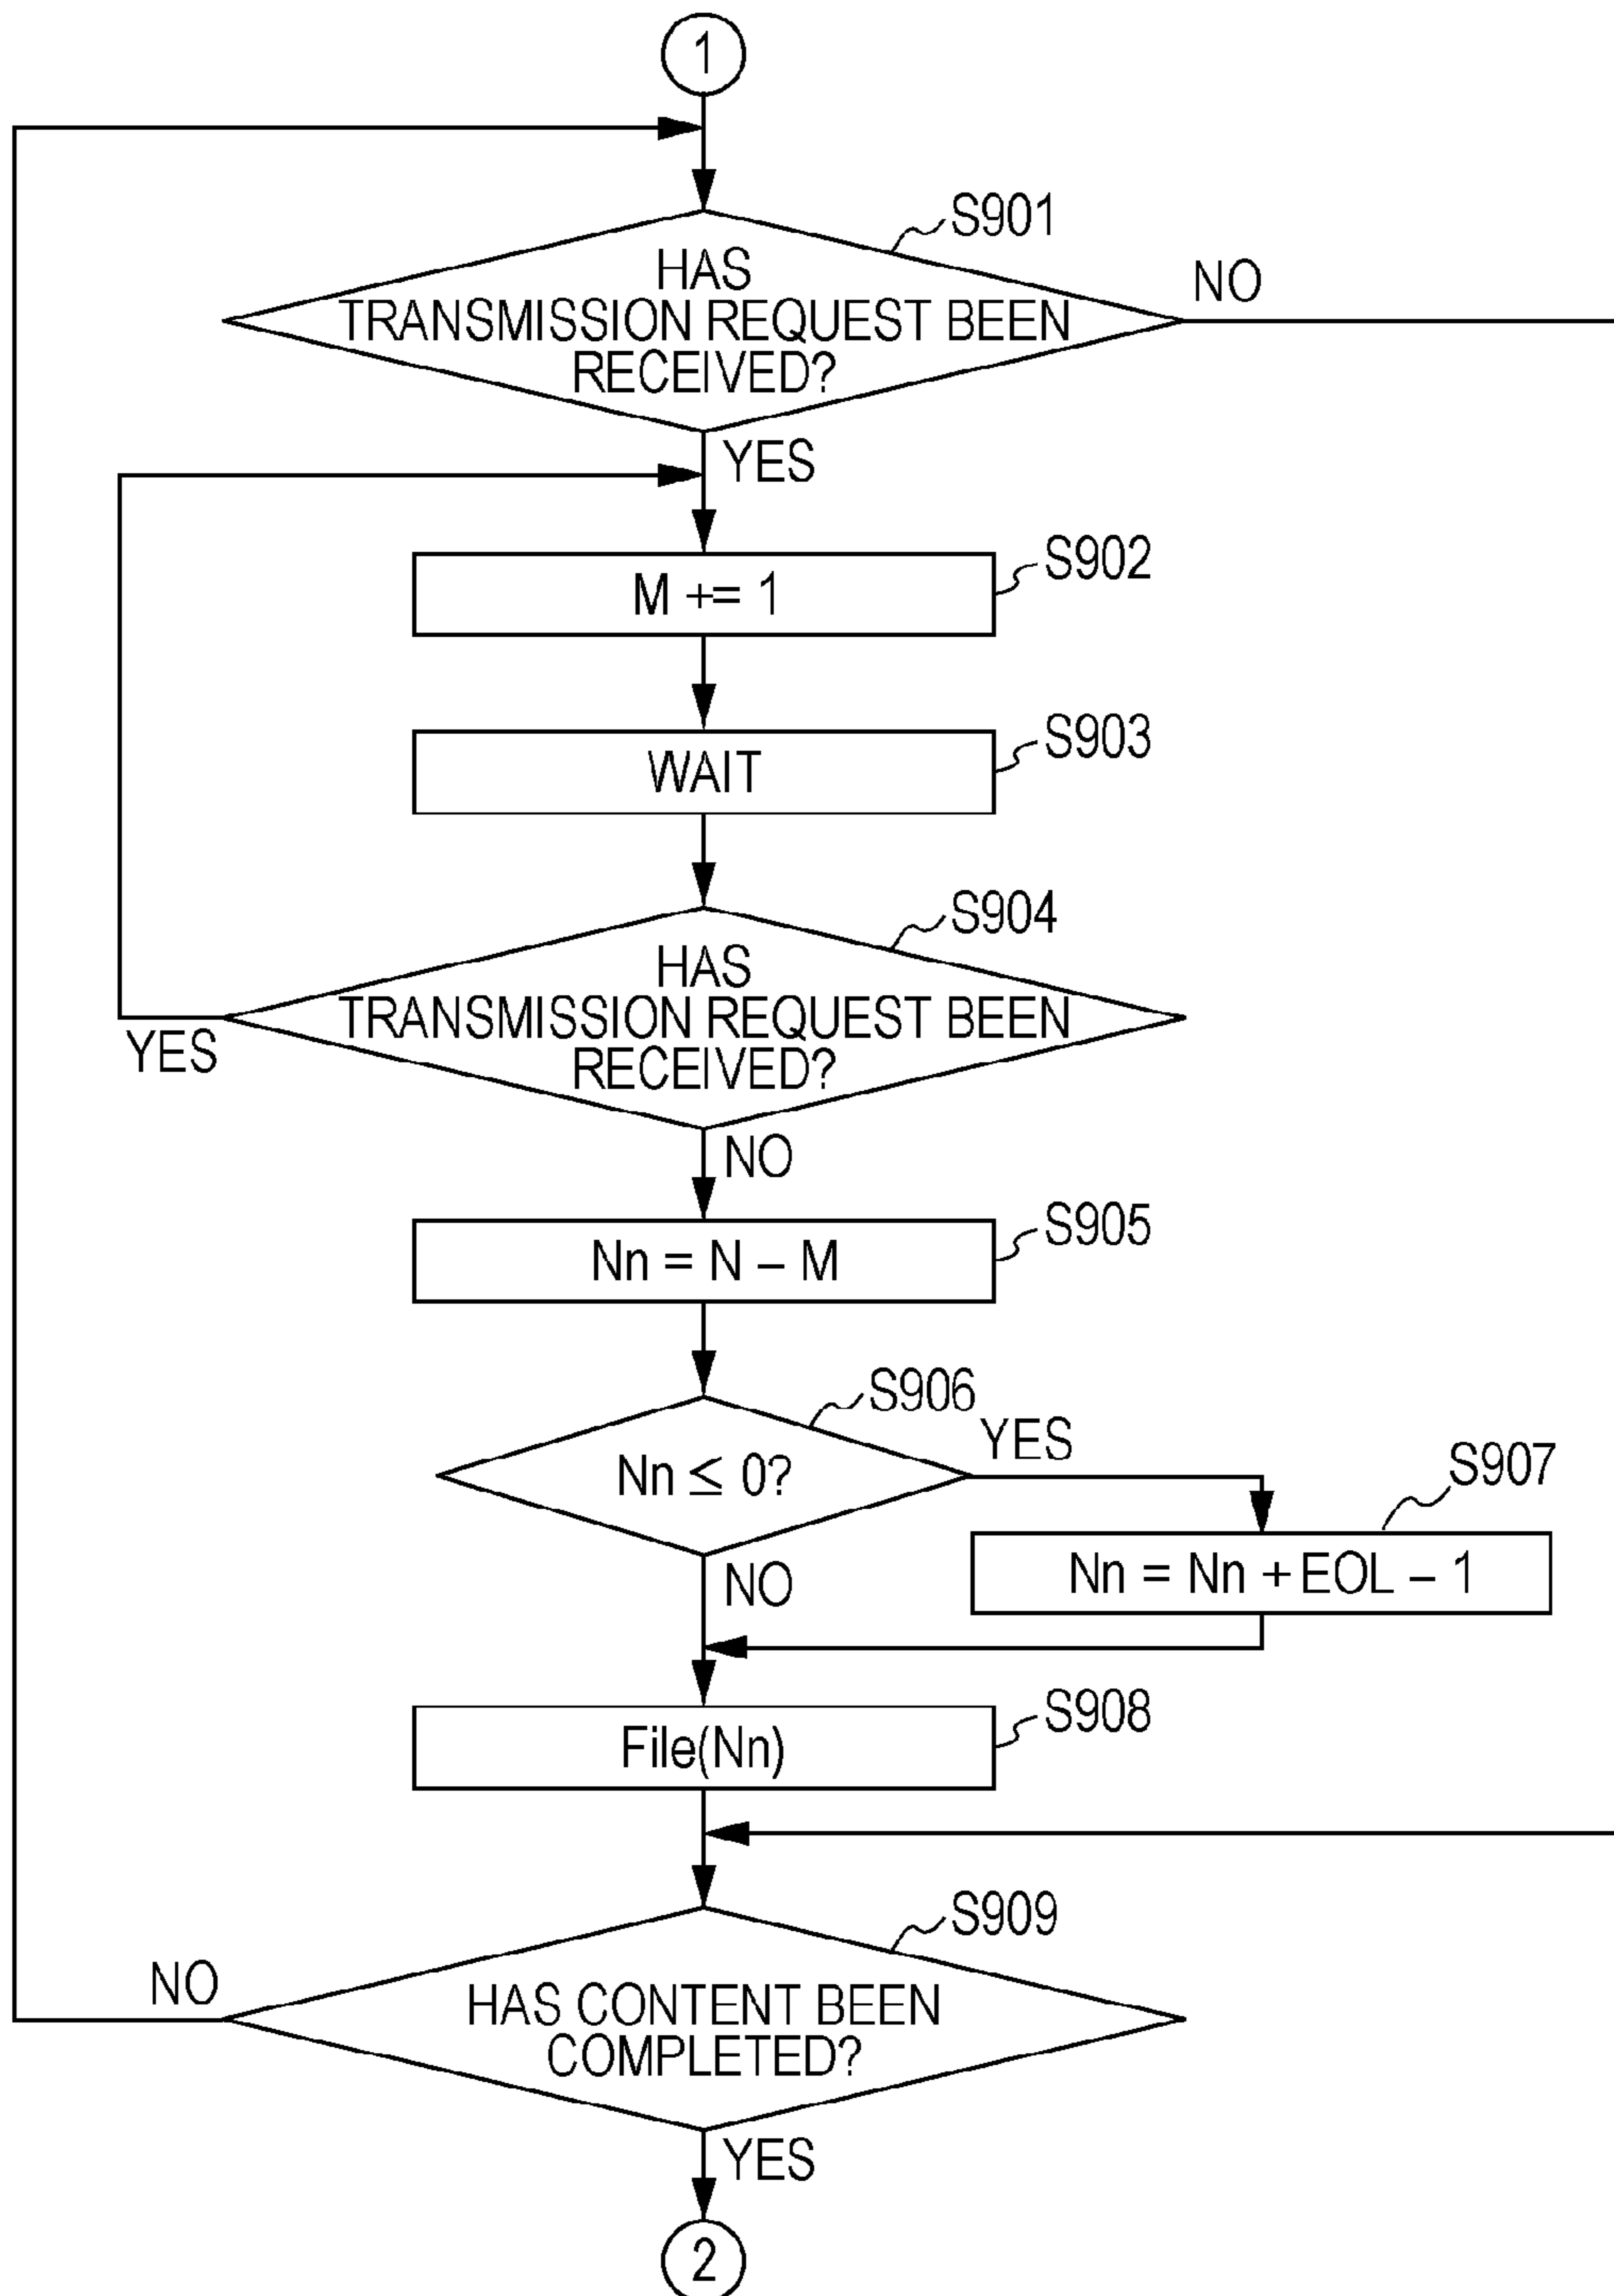 1
S901
HAS
TRANSMISSION REQUEST BEEN
RECEIVED?
NO
YES
S902
M += 1
S903
WAIT
S904
HAS
TRANSMISSION REQUEST BEEN
RECEIVED?
YES
NO
S905
Nn = N – M
S906
Nn ≤ 0?
YES
S907
Nn = Nn + EOL – 1
NO
S908
File(Nn)
S909
NO
HAS CONTENT BEEN
COMPLETED?
YES
2